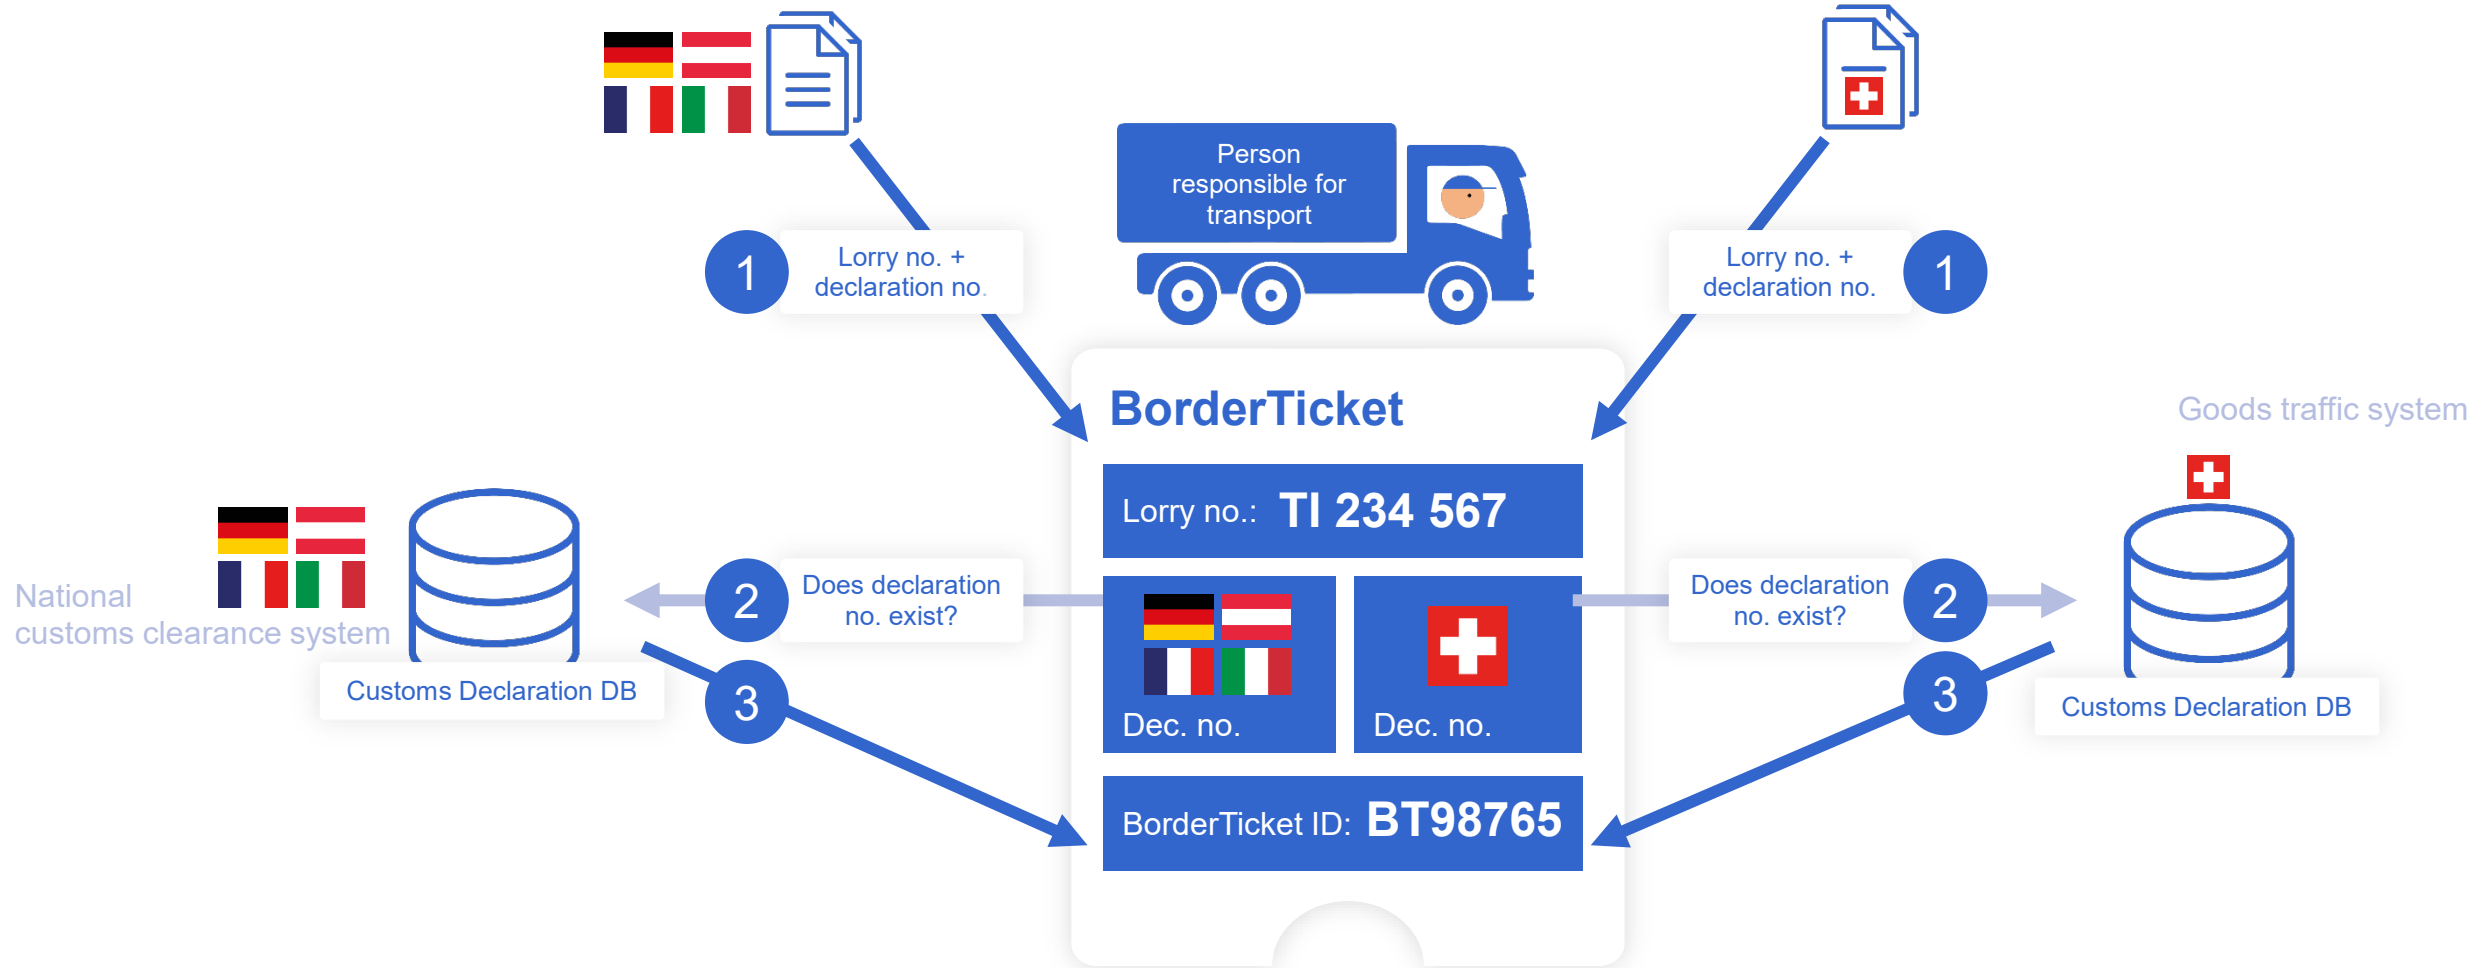 Person
responsible for
transport
1
Lorry no. +
declaration no.
Lorry no. +
declaration no.
1
BorderTicket
Goods traffic system
Lorry no.: TI 234 567
National
customs clearance system
2
Does declaration
no. exist?
Does declaration
no. exist?
2
Customs Declaration DB
3
Dec. no.
Dec. no.
3
Customs Declaration DB
BorderTicket ID: BT98765